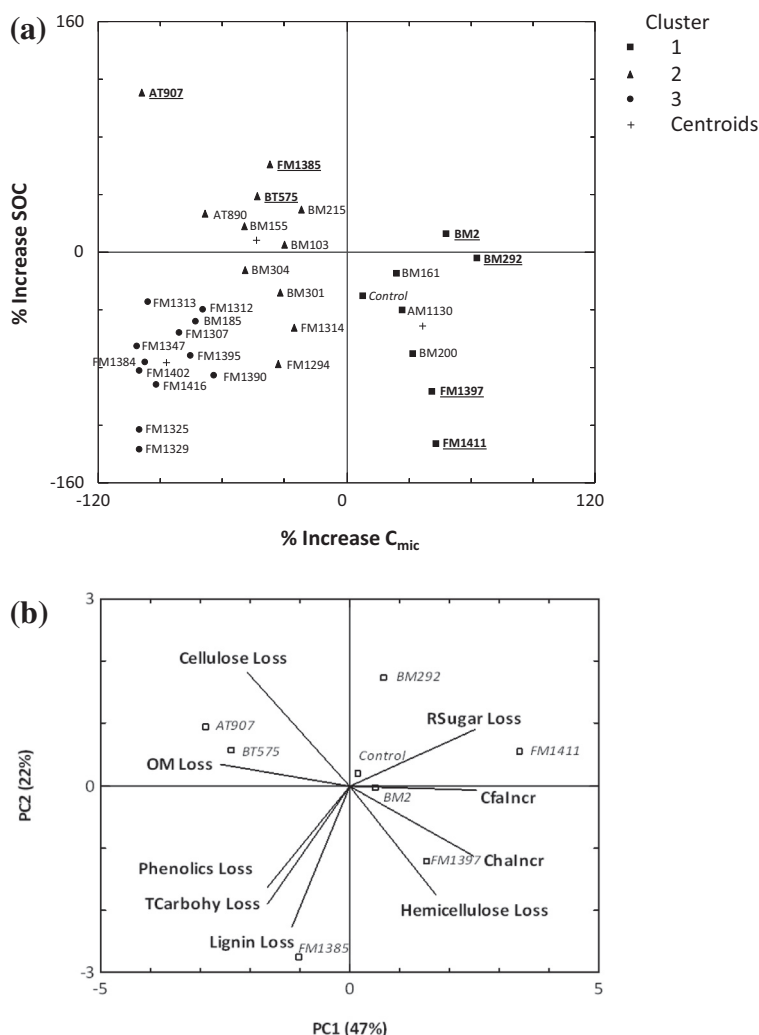 (a)
160
Cluster
1
2
3
Centroids
AT907
FM1385
BT575
BM215
AT890
BM155
BM2
% Increase SOC
0
BM103
BM292
BM304
BM161
BM301
Control
FM1313
FM1312
AM1130
BM185
FM1307
FM1314
FM1347
FM1395
BM200
FM1384
FM1294
FM1402
FM1390
FM1416
FM1397
FM1325
FM1411
FM1329
-160
-120
0
120
% Increase Cmic
(b)
3
Cellulose Loss
BM292
RSugar Loss
AT907
BT575
Control
FM1411
OM Loss
PC2 (22%)
0
BM2
CfaIncr
Phenolics Loss
FM1397
ChaIncr
TCarbohy Loss
Hemicellulose Loss
Lignin Loss
FM1385
-3
-5
0
5
PC1 (47%)